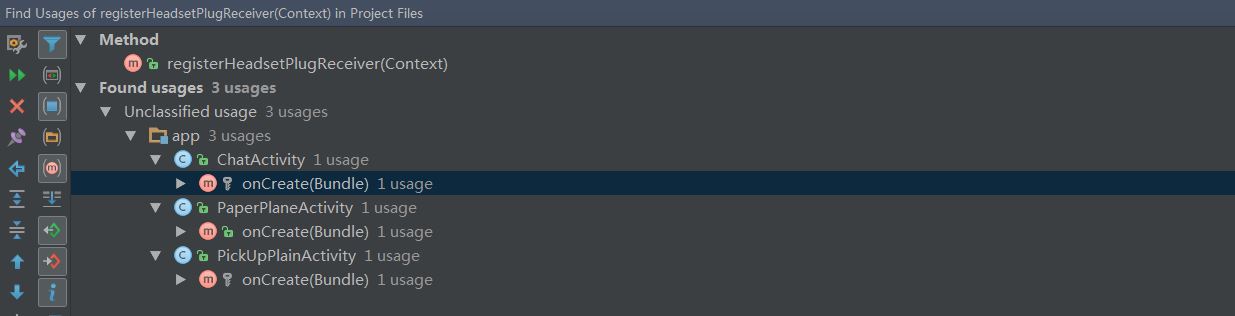 Find Usages of registerHeadsetPlugReceiver(Context) in Project Files
Method
m registerHeadsetPlugReceiver(Context)
Found usages 3 usages
Unclassified usage 3 usages
app 3 usages
C ChatActivity 1 usage
m onCreate(Bundle) 1 usage
C PaperPlaneActivity 1 usage
m onCreate(Bundle) 1 usage
C PickUpPlainActivity 1 usage
m onCreate(Bundle) 1 usage